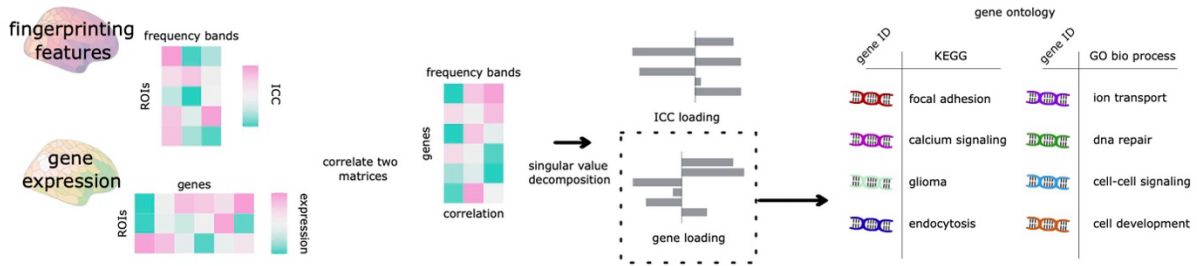 fingerprinting
features
frequency bands
ROIs
ICC
gene
expression
genes
ROIs
expression
correlate two
matrices
frequency bands
genes
correlation
singular value
decomposition
ICC loading
gene loading
gene ontology
gene ID
KEGG
focal adhesion
calcium signaling
glioma
endocytosis
gene ID
GO bio process
ion transport
dna repair
cell-cell signaling
cell development